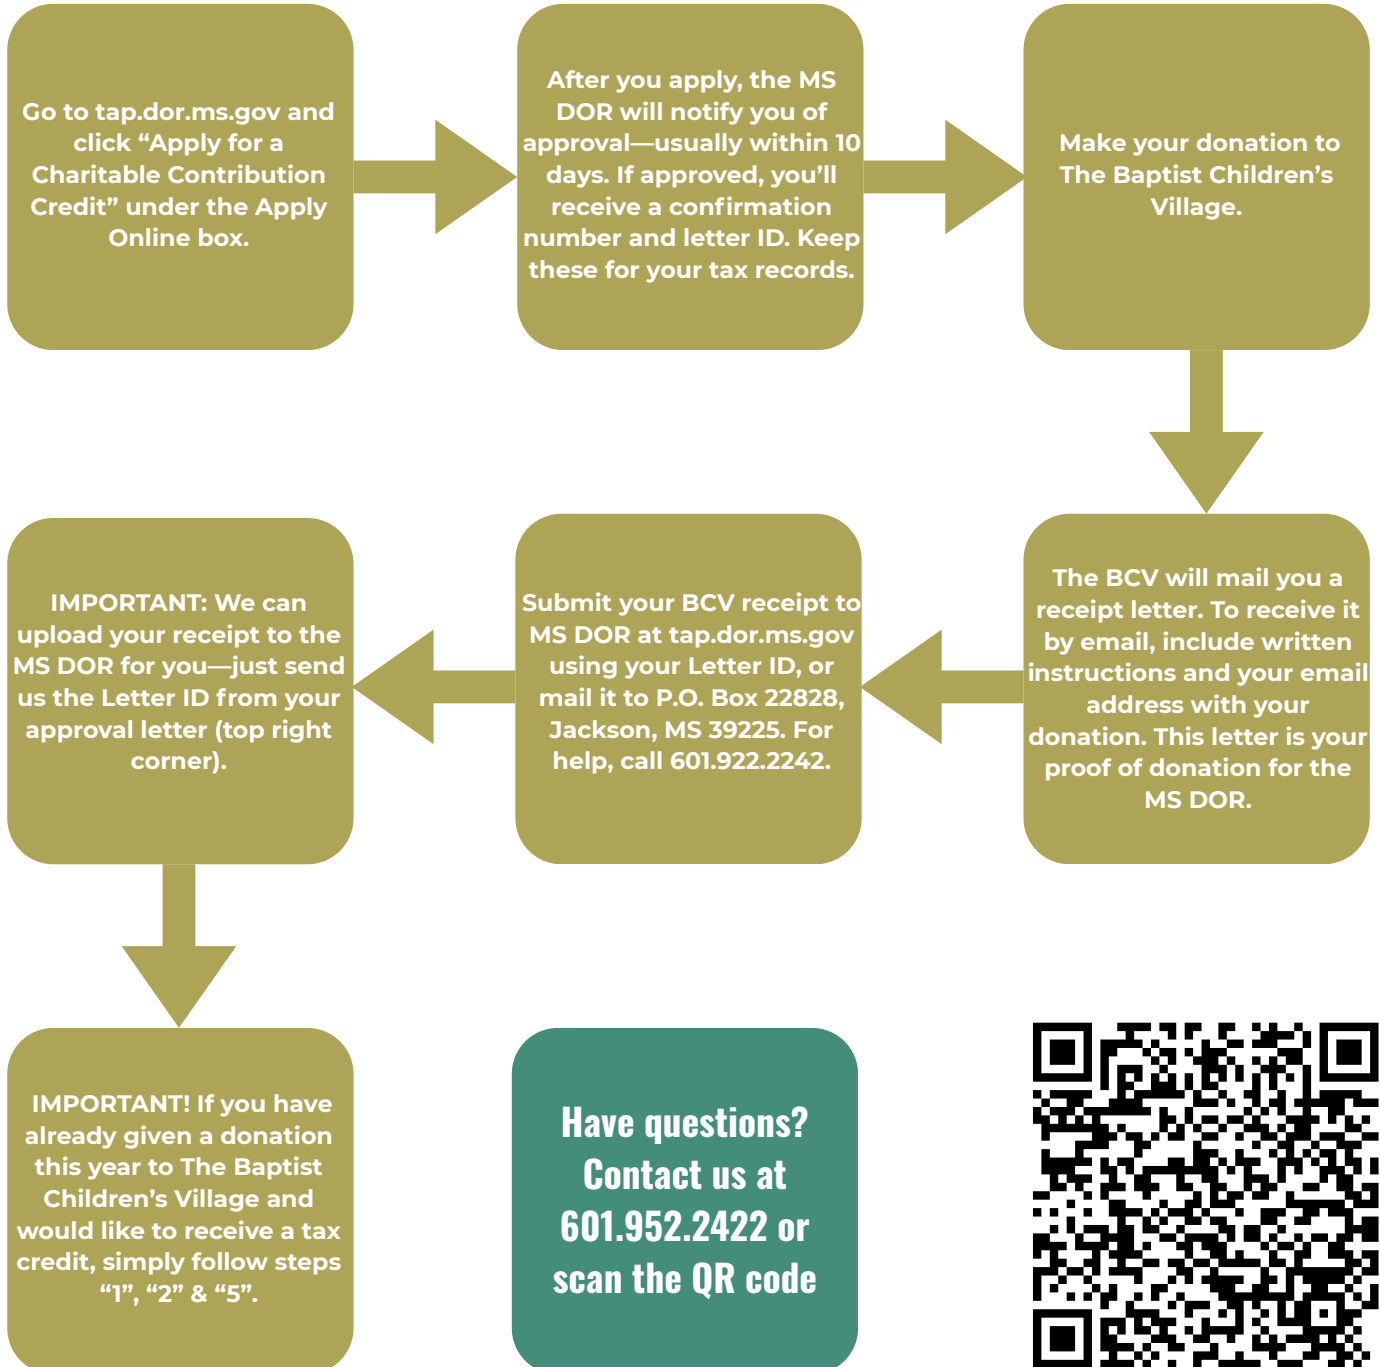 Go to tap.dor.ms.gov and
click “Apply for a
Charitable Contribution
Credit” under the Apply
Online box.
After you apply, the MS
DOR will notify you of
approval—usually within 10
days. If approved, you’ll
receive a confirmation
number and letter ID. Keep
these for your tax records.
Make your donation to
The Baptist Children’s
Village.
The BCV will mail you a
receipt letter. To receive it
by email, include written
instructions and your email
address with your
donation. This letter is your
proof of donation for the
MS DOR.
Submit your BCV receipt to
MS DOR at tap.dor.ms.gov
using your Letter ID, or
mail it to P.O. Box 22828,
Jackson, MS 39225. For
help, call 601.922.2242.
IMPORTANT: We can
upload your receipt to the
MS DOR for you—just send
us the Letter ID from your
approval letter (top right
corner).
IMPORTANT! If you have
already given a donation
this year to The Baptist
Children’s Village and
would like to receive a tax
credit, simply follow steps
“1”, “2” & “5”.
Have questions?
Contact us at
601.952.2422 or
scan the QR code